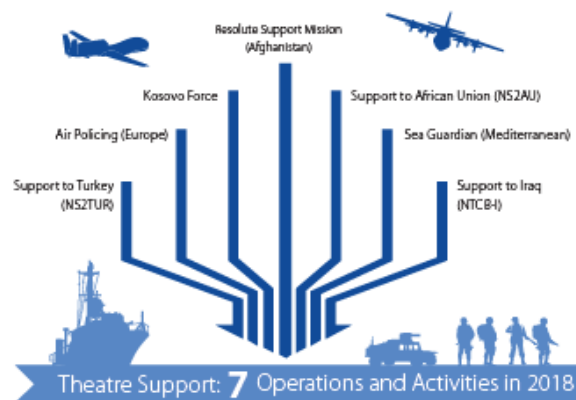 Resolute Support Mission
(Afghanistan)
Kosovo Force
Support to African Union (NS2AU)
Air Policing (Europe)
Sea Guardian (Mediterranean)
Support to Turkey
(NS2TUR)
Support to Iraq
(NTCB-I)
Theatre Support: 7 Operations and Activities in 2018